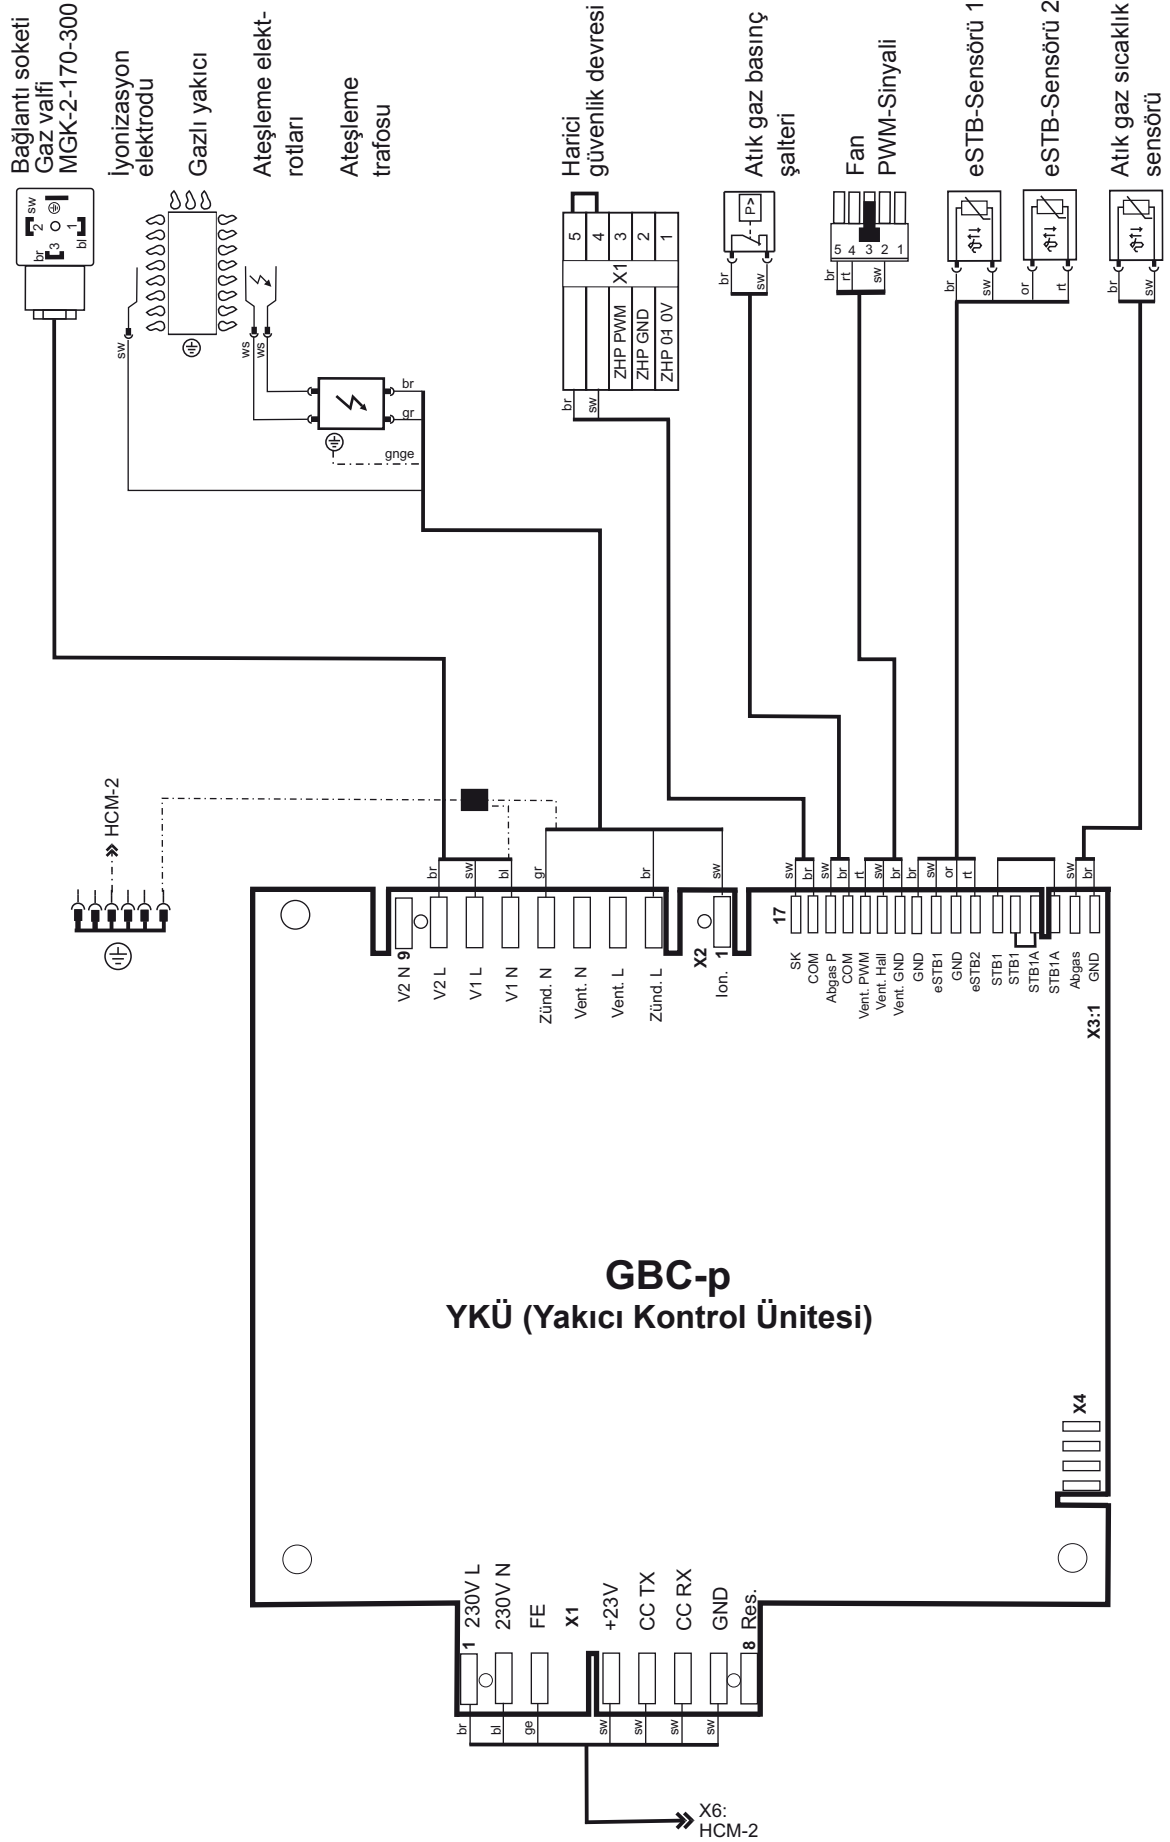 Bağlantı soketi
Gaz valfi
MGK-2-170-300
İyonizasyon
elektrodu
Gazlı yakıcı
Ateşleme elekt-
rotları
Ateşleme
trafosu
Harici
güvenlik devresi
Atık gaz basınç
şalteri
Fan
PWM-Sinyali
eSTB-Sensörü 1
eSTB-Sensörü 2
Atık gaz sıcaklık
sensörü
sw
2
1
3
br
bl
sw
ws
ws
br
gr
gnge
5
4
3
2
1
X1
ZHP PWM
ZHP GND
ZHP 04 0V
br
sw
P>
br
sw
5 4 3 2 1
br
rt
sw
br
sw
or
rt
br
sw
HCM-2
br
sw
bl
gr
br
sw
sw
br
sw
br
rt
sw
br
br
sw
or
rt
sw
br
V2 N 9
V2 L
V1 L
V1 N
Zünd. N
Vent. N
Vent. L
Zünd. L
X2
Ion. 1
17
SK
COM
Abgas P
COM
Vent. PWM
Vent. Hall
Vent. GND
GND
eSTB1
GND
eSTB2
STB1
STB1
STB1A
STB1A
Abgas
GND
X3:1
GBC-p
YKÜ (Yakıcı Kontrol Ünitesi)
X4
1 230V L
230V N
FE
X1
+23V
CC TX
CC RX
GND
8 Res.
br
bl
ge
sw
sw
sw
sw
X6:
HCM-2